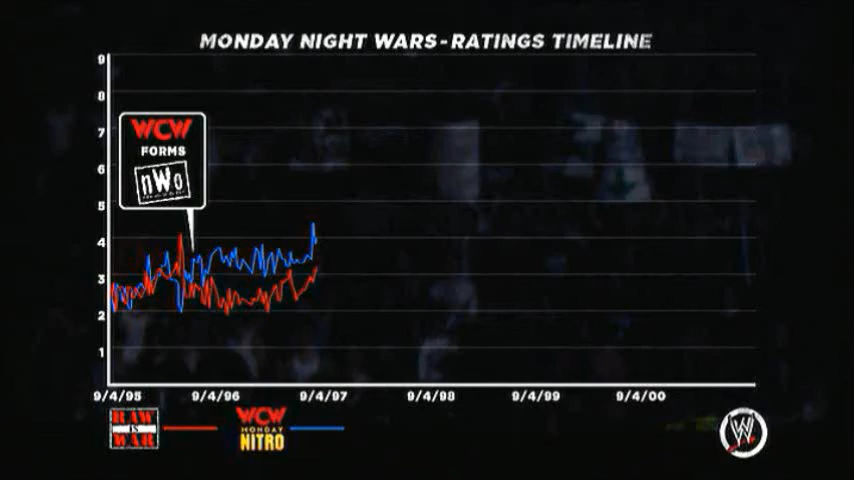 MONDAY NIGHT WARS-RATINGS TIMELINE
9
8
7
6
5
4
3
2
1
WCW
FORMS
nWo
9/4/95 9/4/96 9/4/97 9/4/98 9/4/99 9/4/00
RAW
IS
WAR
WCW
MONDAY
NITRO
W